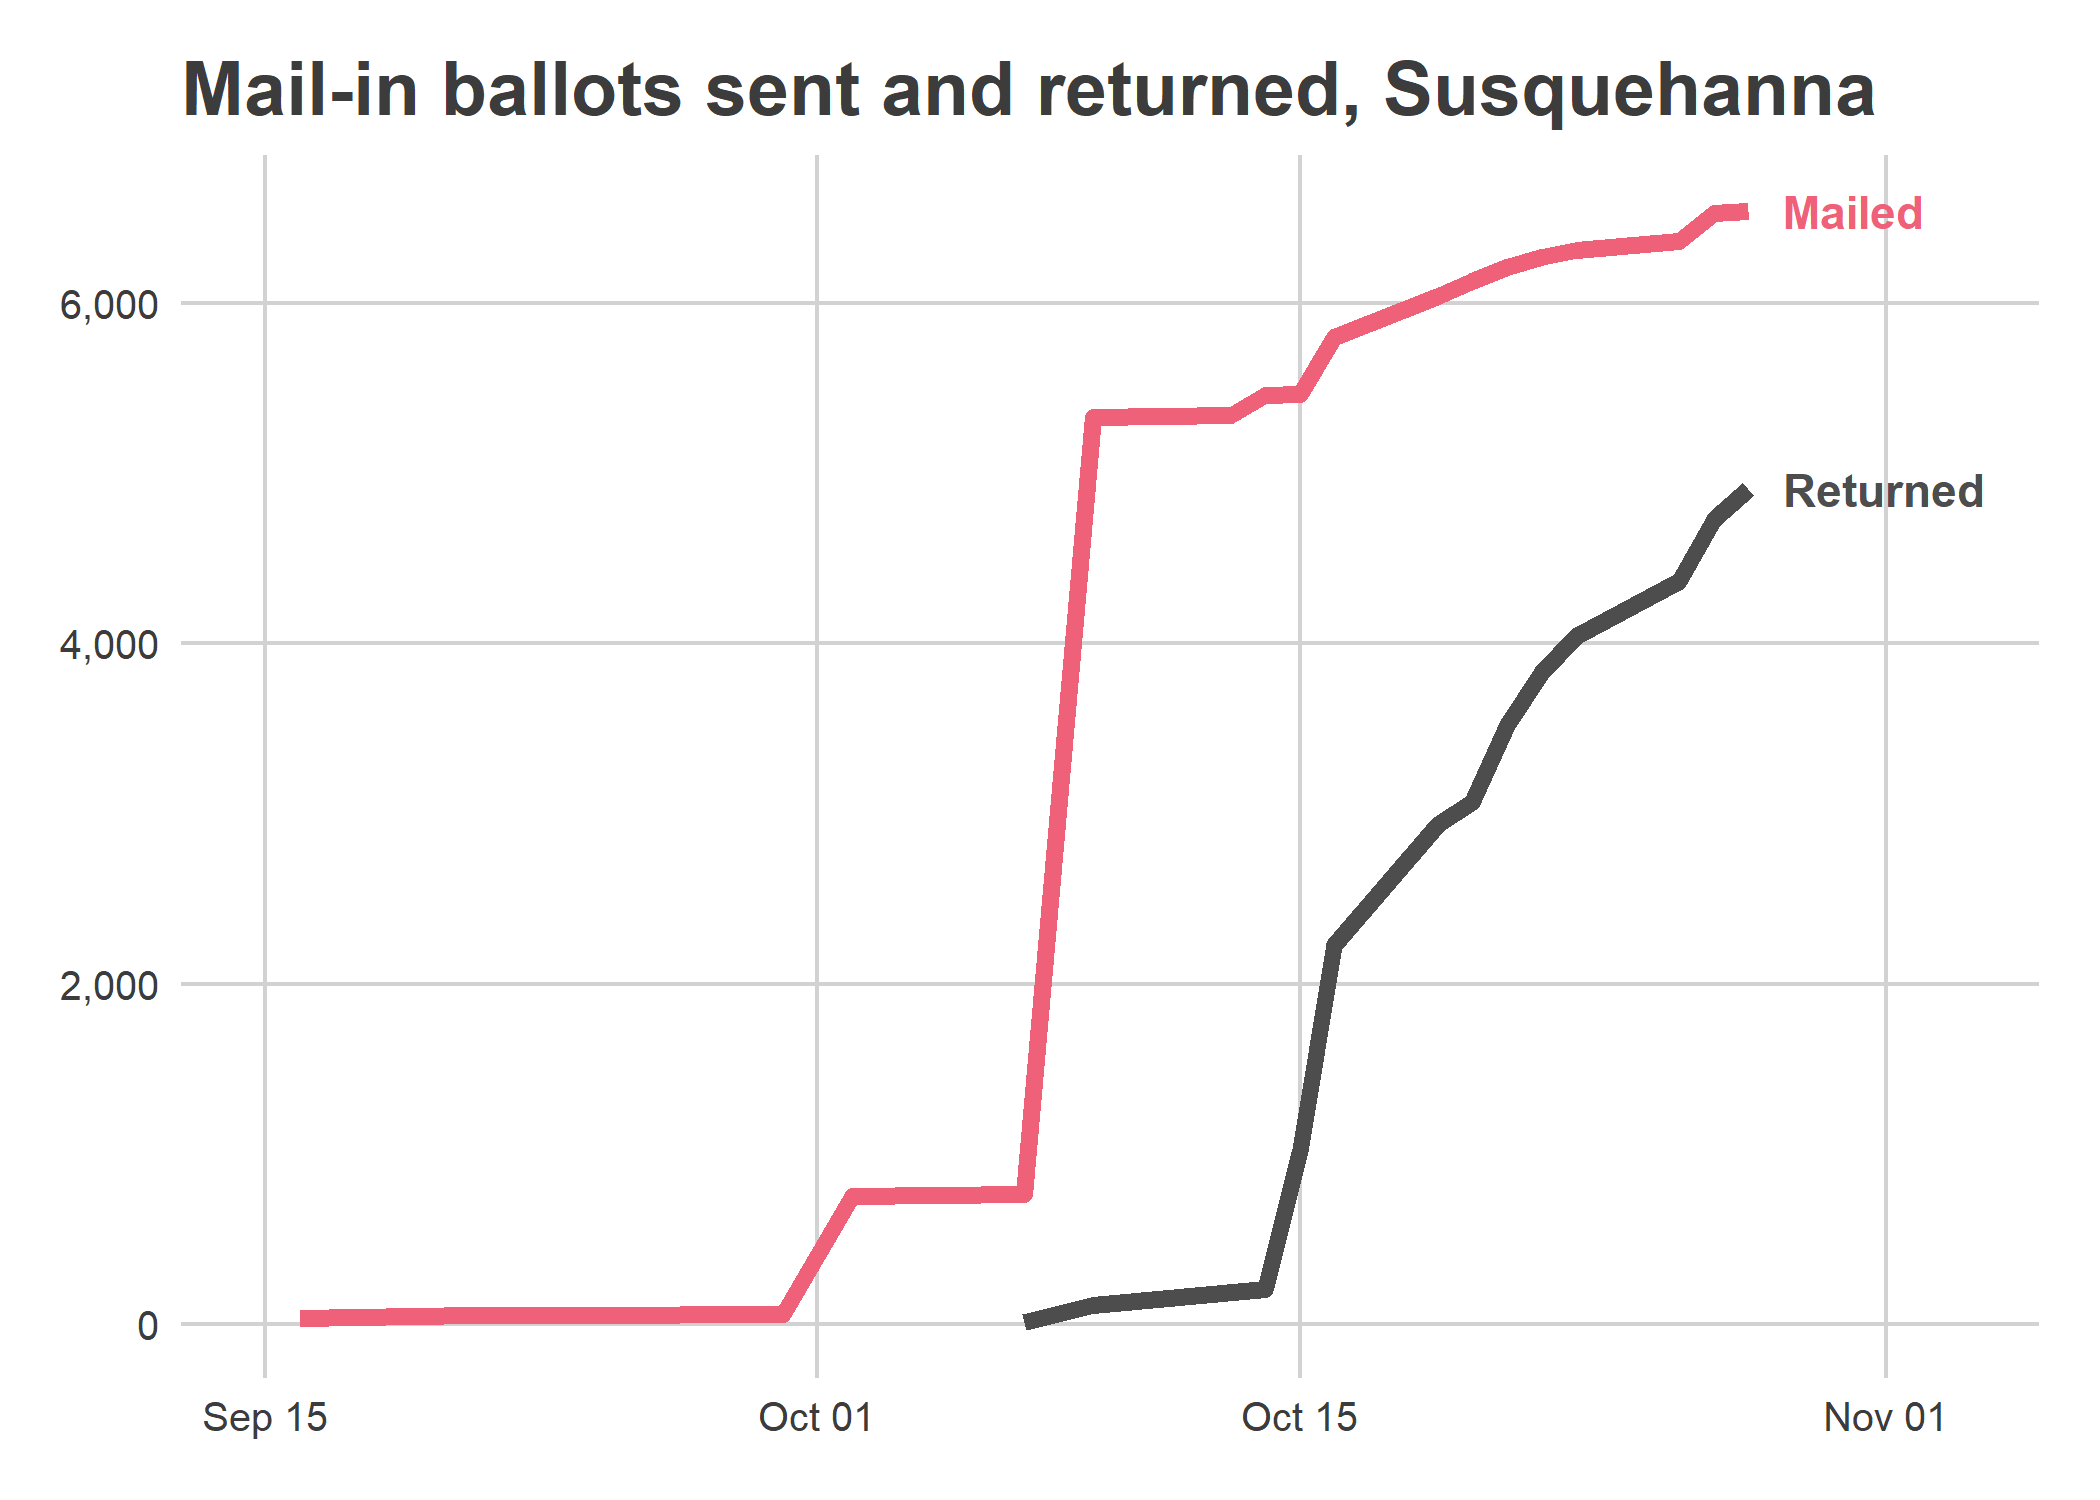 Mail-in ballots sent and returned, Susquehanna
Mailed
6,000
Returned
4,000
2,000
0
Sep 15
Oct 01
Oct 15
Nov 01